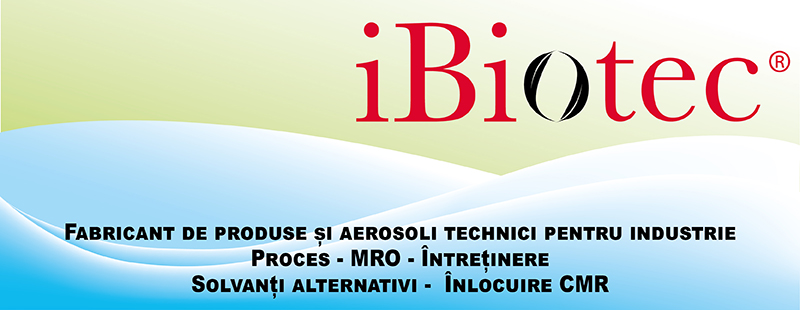 iBiotec®
Fabricant de produse și aerosoli technici pentru industrie
Proces - MRO - Întreținere
Solvanți alternativi - Înlocuire CMR